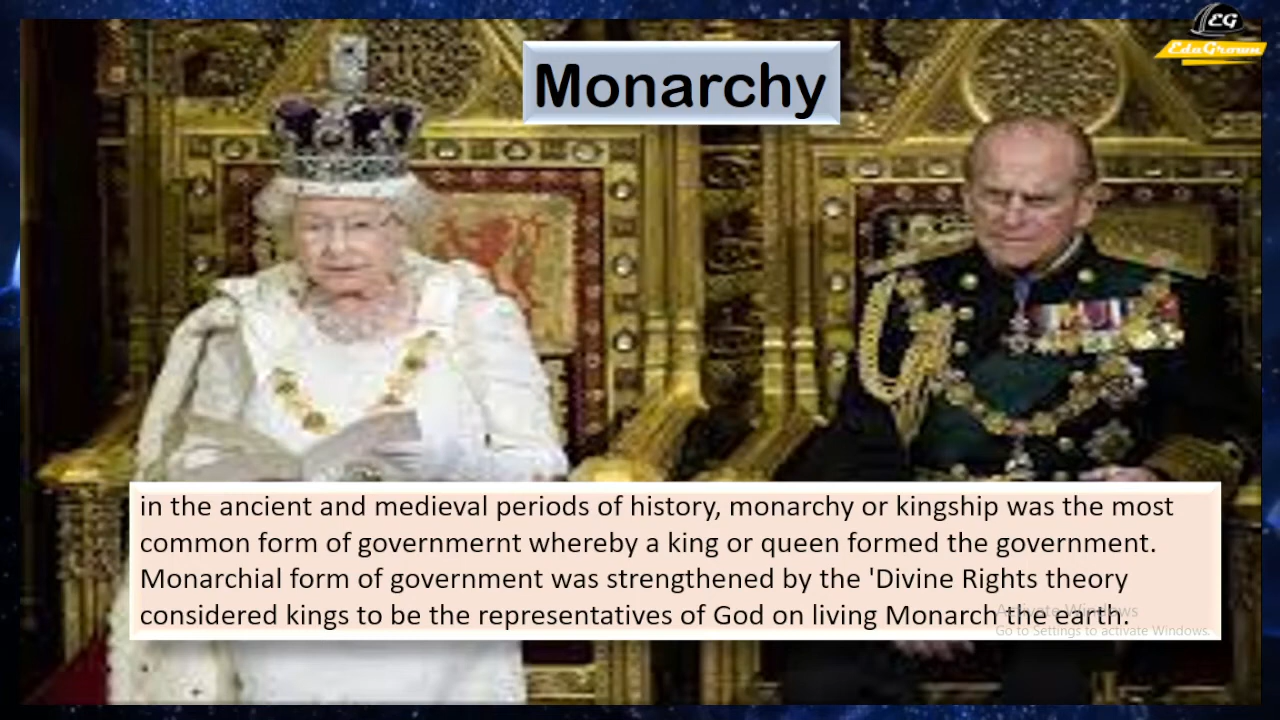 EG
EduGrown
Monarchy
in the ancient and medieval periods of history, monarchy or kingship was the most
common form of governmernt whereby a king or queen formed the government.
Monarchial form of government was strengthened by the 'Divine Rights theory
considered kings to be the representatives of God on living Monarch the earth.
Activate Windows
Go to Settings to activate Windows.